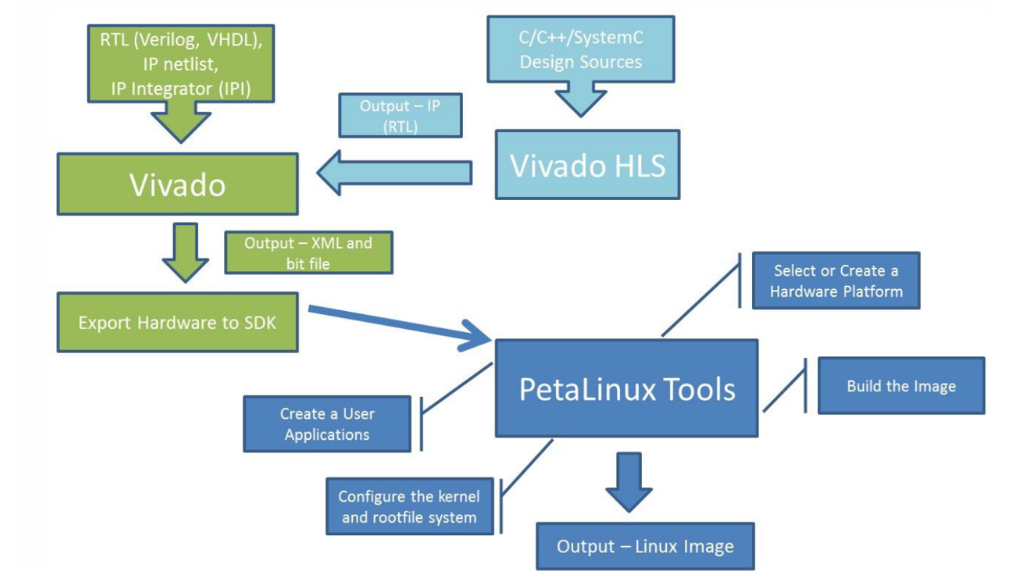 RTL (Verilog, VHDL),
IP netlist,
IP Integrator (IPI)
C/C++/SystemC
Design Sources
Output – IP
(RTL)
Vivado HLS
Vivado
Output – XML and
bit file
Export Hardware to SDK
Select or Create a
Hardware Platform
PetaLinux Tools
Build the Image
Create a User
Applications
Configure the kernel
and rootfile system
Output – Linux Image